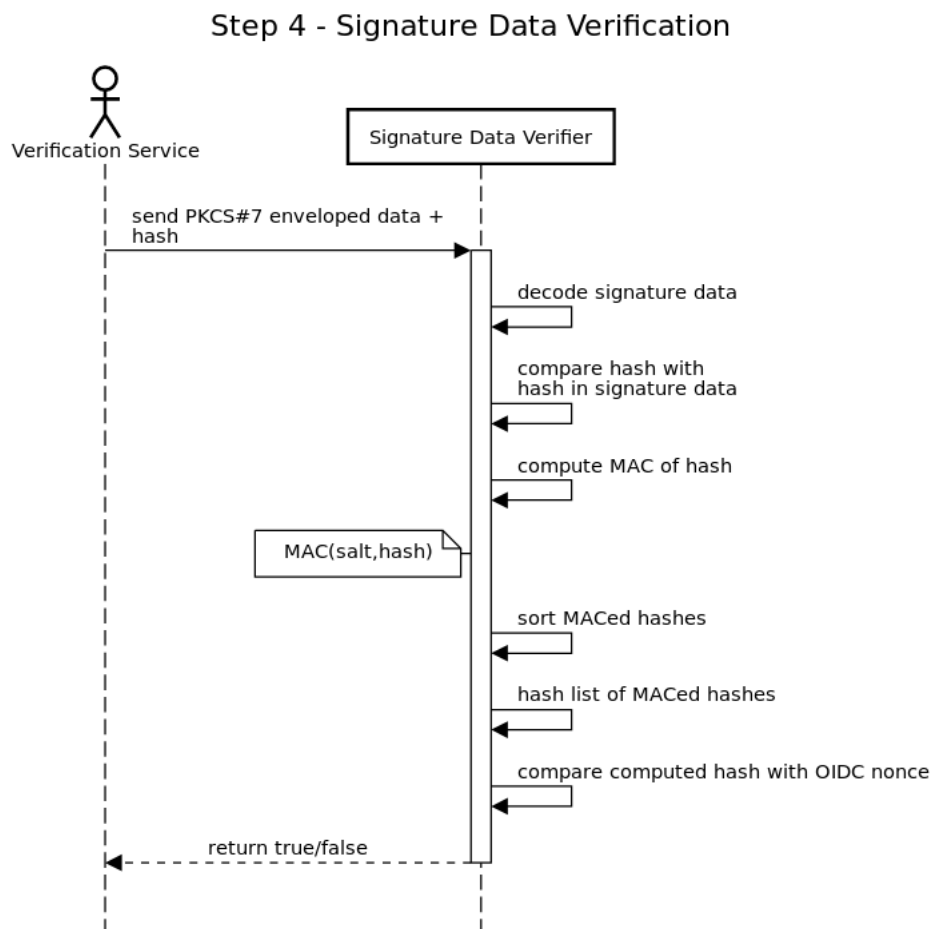 Step 4 - Signature Data Verification
Verification Service
Signature Data Verifier
send PKCS#7 enveloped data +
hash
decode signature data
compare hash with
hash in signature data
compute MAC of hash
MAC(salt,hash)
sort MACed hashes
hash list of MACed hashes
compare computed hash with OIDC nonce
return true/false